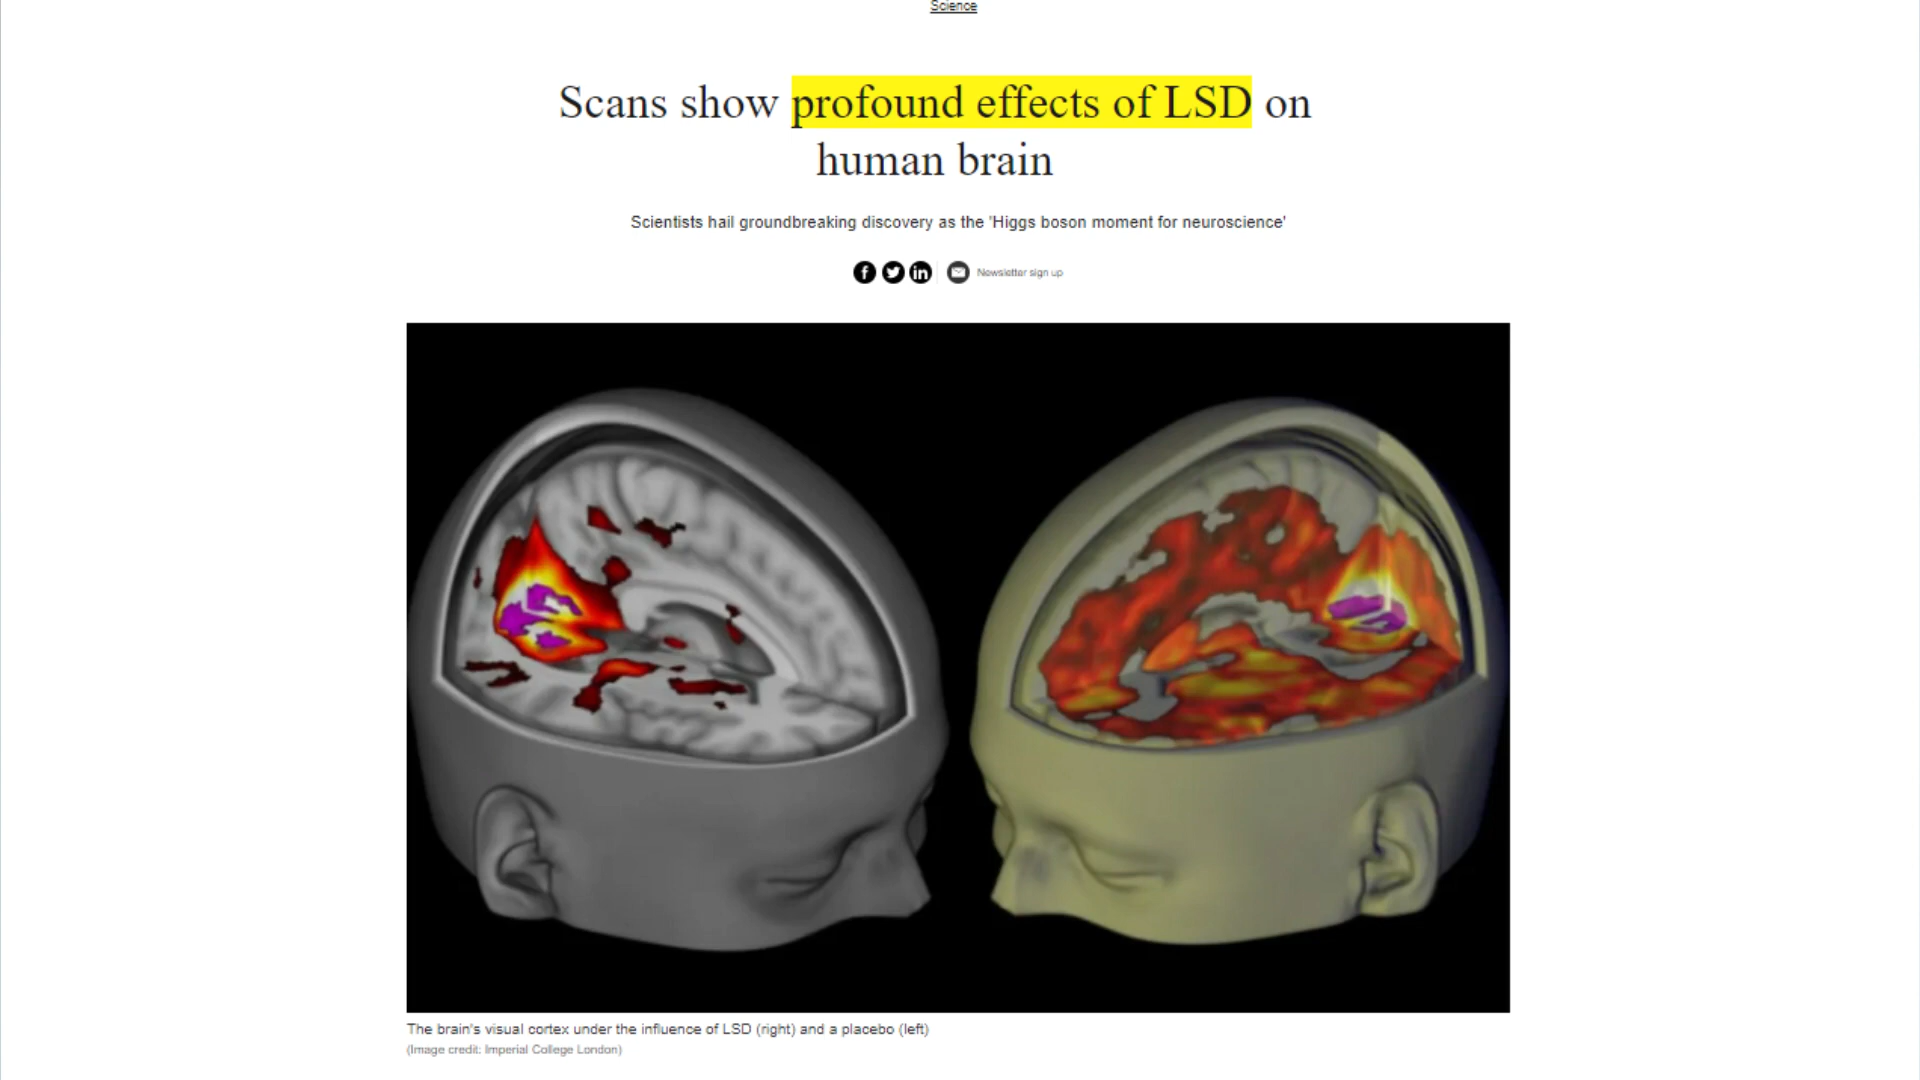 Science
Scans show profound effects of LSD on
human brain
Scientists hail groundbreaking discovery as the 'Higgs boson moment for neuroscience'
Newsletter sign up
The brain's visual cortex under the influence of LSD (right) and a placebo (left)
(Image credit: Imperial College London)